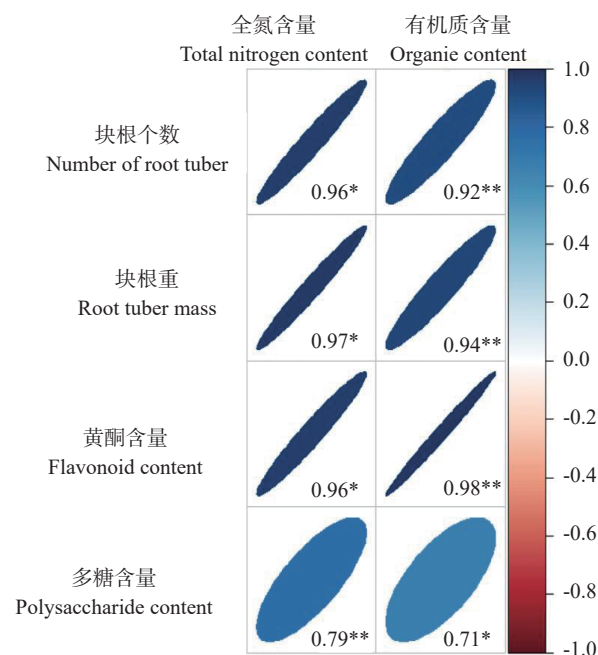 全氮含量 有机质含量
Total nitrogen content Organie content
块根个数
Number of root tuber
0.96* 0.92**
块根重
Root tuber mass
0.97* 0.94**
黄酮含量
Flavonoid content
0.96* 0.98**
多糖含量
Polysaccharide content
0.79** 0.71*
1.0
0.8
0.6
0.4
0.2
0.0
-0.2
-0.4
-0.6
-0.8
-1.0